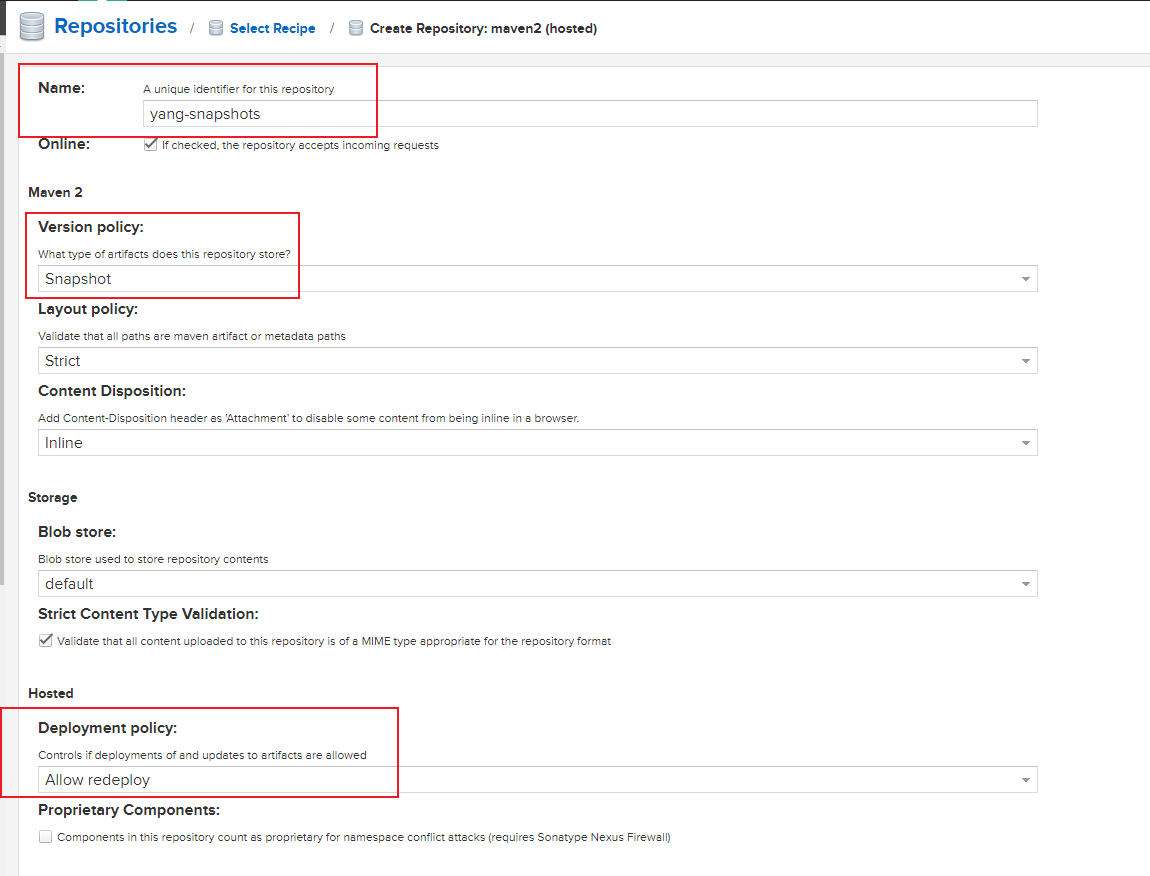 Repositories / Select Recipe / Create Repository: maven2 (hosted)
Name: A unique identifier for this repository
yang-snapshots
Online: If checked, the repository accepts incoming requests
Maven 2
Version policy:
What type of artifacts does this repository store?
Snapshot
Layout policy:
Validate that all paths are maven artifact or metadata paths
Strict
Content Disposition:
Add Content-Disposition header as 'Attachment' to disable some content from being inline in a browser.
Inline
Storage
Blob store:
Blob store used to store repository contents
default
Strict Content Type Validation:
Validate that all content uploaded to this repository is of a MIME type appropriate for the repository format
Hosted
Deployment policy:
Controls if deployments of and updates to artifacts are allowed
Allow redeploy
Proprietary Components:
Components in this repository count as proprietary for namespace conflict attacks (requires Sonatype Nexus Firewall)